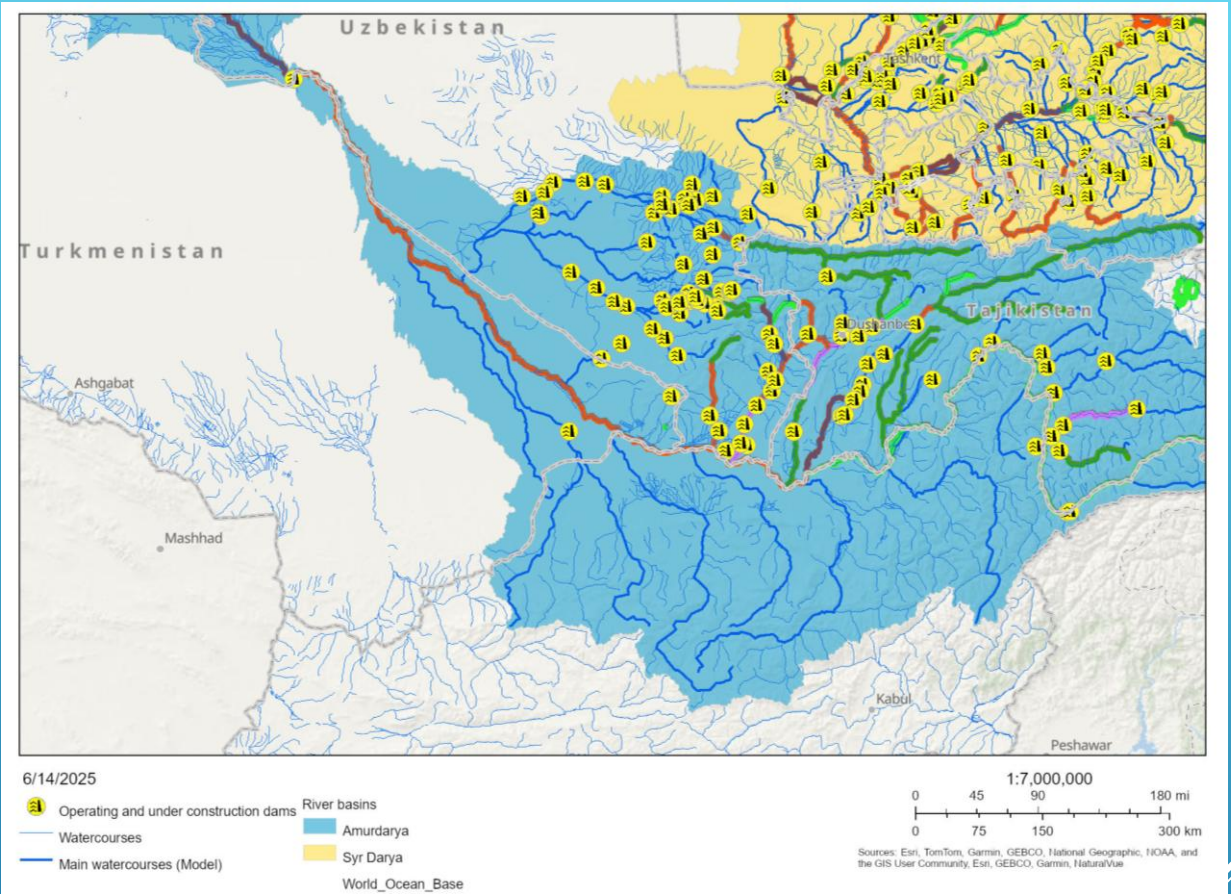 Uzbekistan
Tashkent
Turkmenistan
Tajikistan
Dushanbe
Ashgabat
Mashhad
Kabul
Peshawar
6/14/2025
Operating and under construction dams
Watercourses
Main watercourses (Model)
River basins
Amurdarya
Syr Darya
World_Ocean_Base
1:7,000,000
0 45 90 180 mi
0 75 150 300 km
Sources: Esri, TomTom, Garmin, GEBCO, National Geographic, NOAA, and
the GIS User Community, Esri, GEBCO, Garmin, NaturalVue